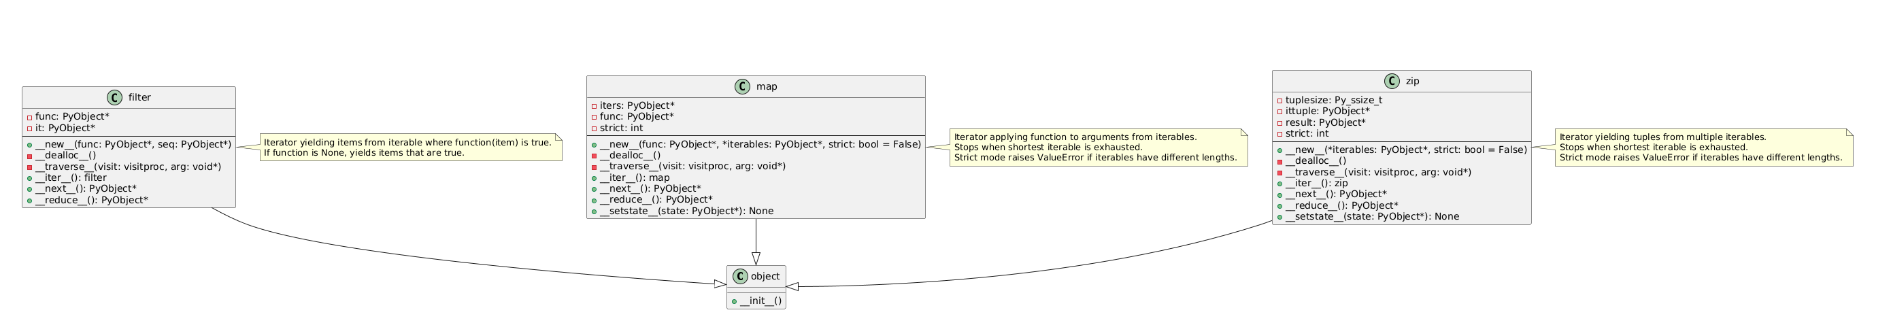 filter
func: PyObject*
it: PyObject*
__new__(func: PyObject*, seq: PyObject*)
__dealloc__()
__traverse__(visit: visitproc, arg: void*)
__iter__(): filter
__next__(): PyObject*
__reduce__(): PyObject*
Iterator yielding items from iterable where function(item) is true.
If function is None, yields items that are true.
map
iters: PyObject*
func: PyObject*
strict: int
__new__(func: PyObject*, *iterables: PyObject*, strict: bool = False)
__dealloc__()
__traverse__(visit: visitproc, arg: void*)
__iter__(): map
__next__(): PyObject*
__reduce__(): PyObject*
__setstate__(state: PyObject*): None
Iterator applying function to arguments from iterables.
Stops when shortest iterable is exhausted.
Strict mode raises ValueError if iterables have different lengths.
zip
tuplesize: Py_ssize_t
ittuple: PyObject*
result: PyObject*
strict: int
__new__(*iterables: PyObject*, strict: bool = False)
__dealloc__()
__traverse__(visit: visitproc, arg: void*)
__iter__(): zip
__next__(): PyObject*
__reduce__(): PyObject*
__setstate__(state: PyObject*): None
Iterator yielding tuples from multiple iterables.
Stops when shortest iterable is exhausted.
Strict mode raises ValueError if iterables have different lengths.
object
__init__()